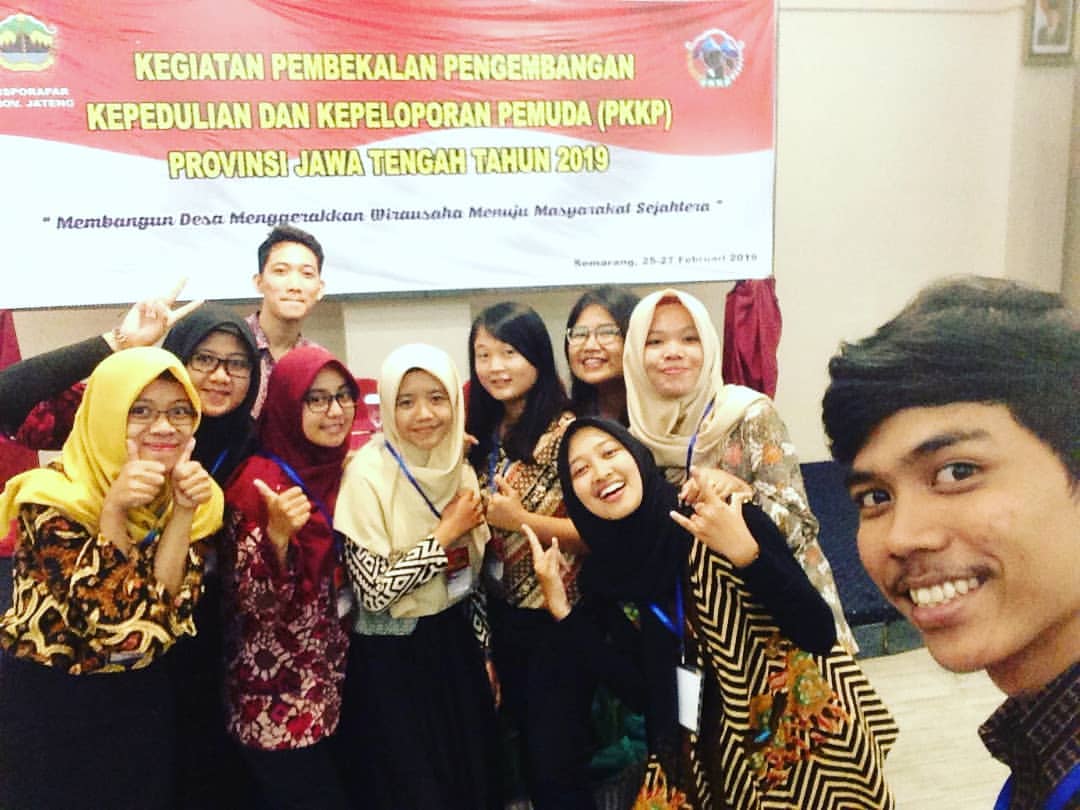 KEGIATAN PEMBEKALAN PENGEMBANGAN
KEPEDULIAN DAN KEPELOPORAN PEMUDA (PKKP)
PROVINSI JAWA TENGAH TAHUN 2019
" Membangun Desa Menggerakkan Wirausaha Menuju Masyarakat Sejahtera "
Semarang, 25-27 Februari 2019
JATENG